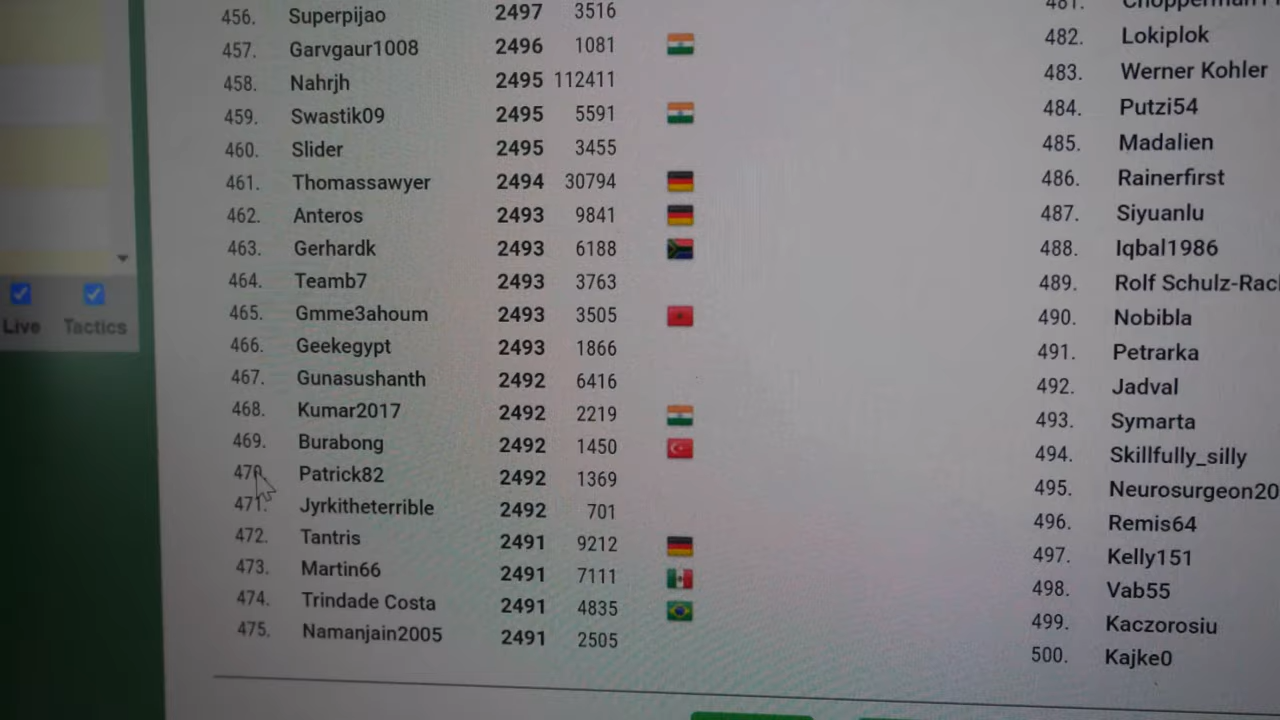 456. Superpijao 2497 3516
457. Garvgaur1008 2496 1081
458. Nahrjh 2495 112411
459. Swastik09 2495 5591
460. Slider 2495 3455
461. Thomassawyer 2494 30794
462. Anteros 2493 9841
463. Gerhardk 2493 6188
464. Teamb7 2493 3763
465. Gmme3ahoum 2493 3505
466. Geekegypt 2493 1866
467. Gunasushanth 2492 6416
468. Kumar2017 2492 2219
469. Burabong 2492 1450
470. Patrick82 2492 1369
471. Jyrkitheterrible 2492 701
472. Tantris 2491 9212
473. Martin66 2491 7111
474. Trindade Costa 2491 4835
475. Namanjain2005 2491 2505
481.
482. Lokiplok
483. Werner Kohler
484. Putzi54
485. Madalien
486. Rainerfirst
487. Siyuanlu
488. Iqbal1986
489. Rolf
490. Nobibla
491. Petrarka
492. Jadval
493. Symarta
494. Skillfully_silly
495. Neurosurgeon20
496. Remis64
497. Kelly151
498. Vab55
499. Kaczorosiu
500. Kajke0
Live Tactics